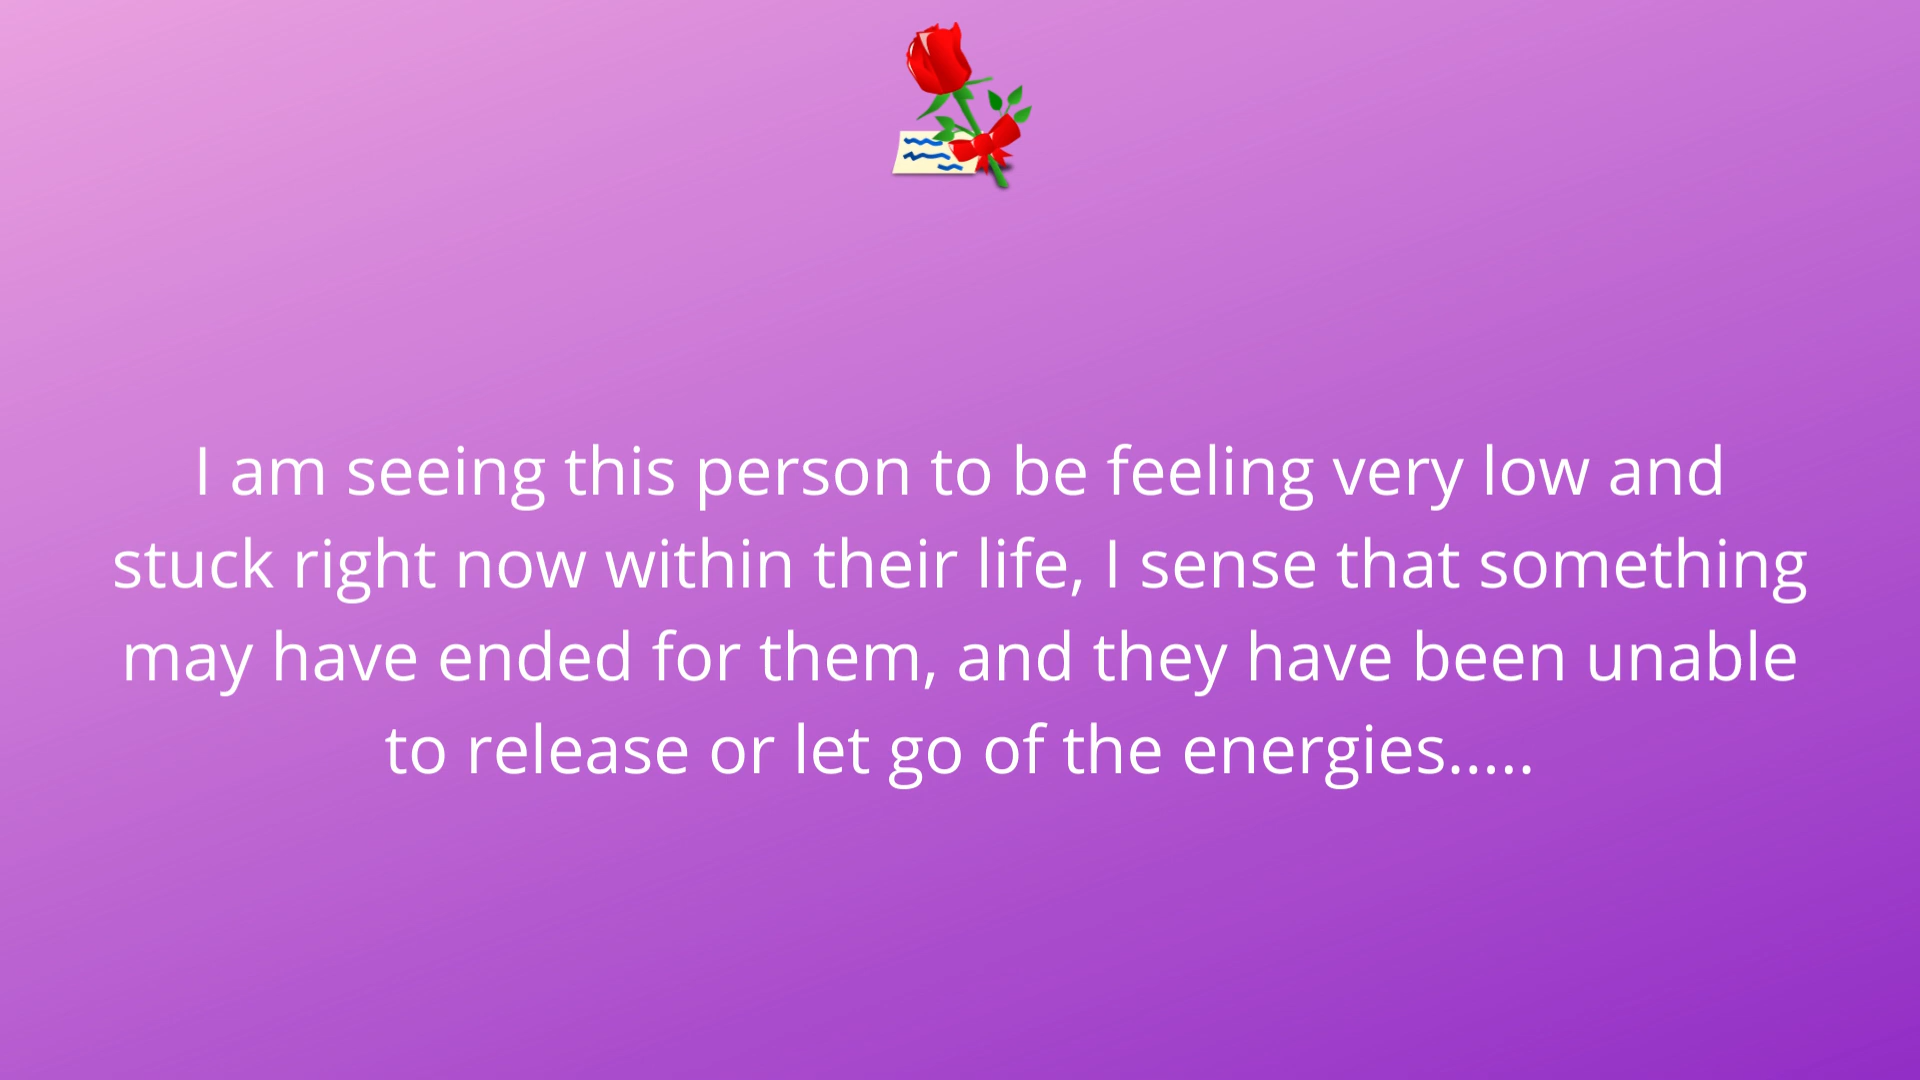 I am seeing this person to be feeling very low and
stuck right now within their life, I sense that something
may have ended for them, and they have been unable
to release or let go of the energies.....